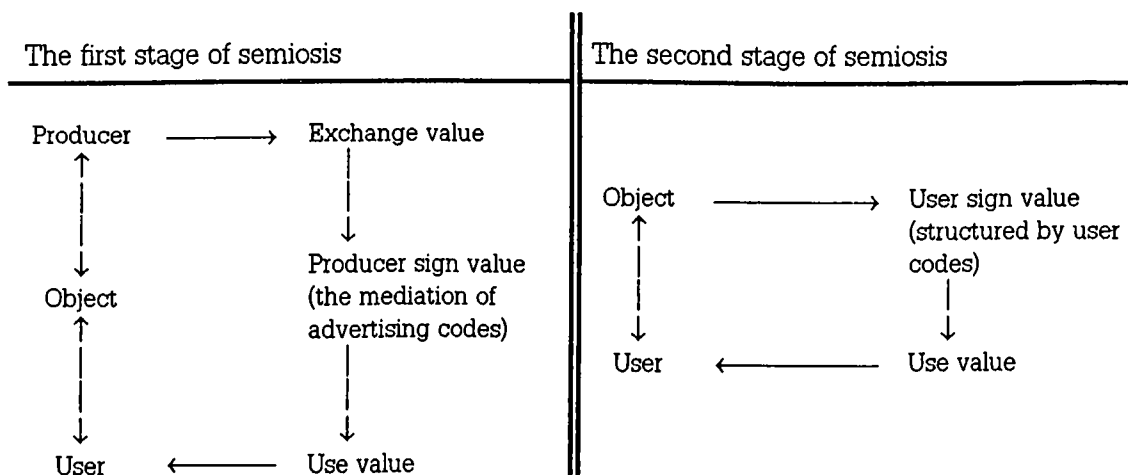 The first stage of semiosis
Producer
Exchange value
Producer sign value
(the mediation of
advertising codes)
Object
User
Use value
The second stage of semiosis
Object
User sign value
(structured by user
codes)
User
Use value